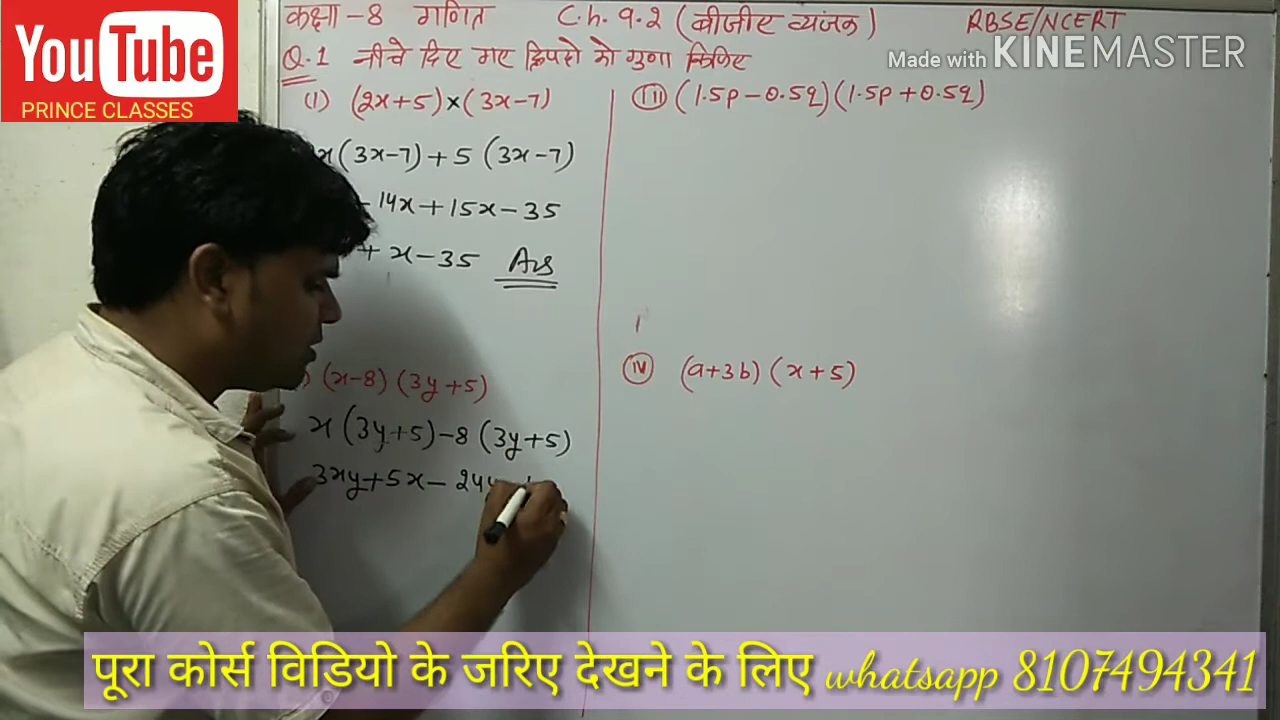 YouTube
PRINCE CLASSES
कक्षा -8 गणित Ch. 9.2 (बीजीय व्यंजक) RBSE/NCERT
Made with KINEMASTER
Q.1 नीचे दिए गए द्विपदो को गुणा किजिए
(i) (2x+5)×(3x-7)
(3x-7)+5(3x-7)
14x+15x-35
+x-35 Ans
(x-8)(3y+5)
x(3y+5)-8(3y+5)
3xy+5x-24y
(iii) (1.5p-0.5q)(1.5p+0.5q)
(iv) (a+3b)(x+5)
पूरा कोर्स विडियो के जरिए देखने के लिए whatsapp 8107494341